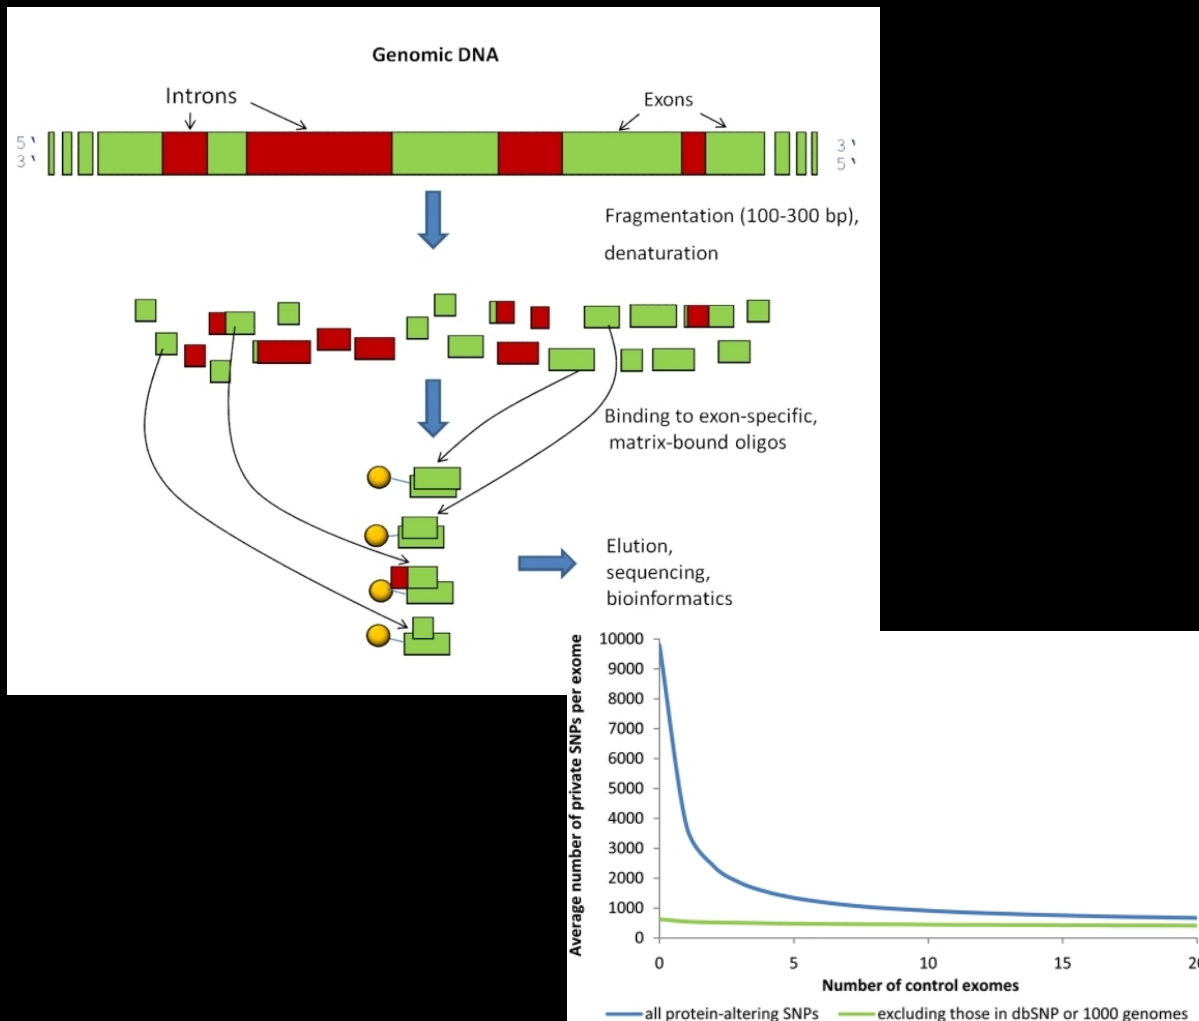 Genomic DNA
Introns
Exons
5 '
3 '
3 '
5 '
Fragmentation (100-300 bp),
denaturation
Binding to exon-specific,
matrix-bound oligos
Elution,
sequencing,
bioinformatics
Average number of private SNPs per exome
10000
9000
8000
7000
6000
5000
4000
3000
2000
1000
0
0 5 10 15 20
Number of control exomes
all protein-altering SNPs excluding those in dbSNP or 1000 genomes